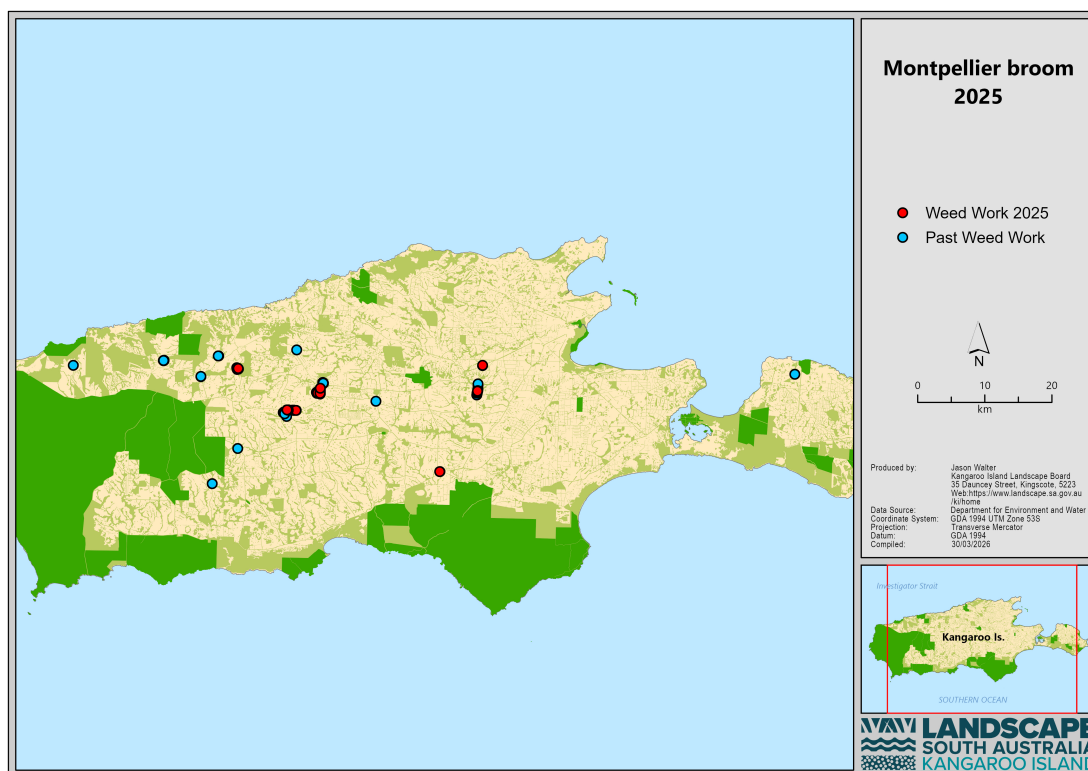 Montpellier broom
2025
Weed Work 2025
Past Weed Work
N
0 10 20
km
Produced by: Jason Walter
Kangaroo Island Landscape Board
35 Dauncey Street, Kingscote, 5223
Web:https://www.landscape.sa.gov.au
/ki/home
Data Source: Department for Environment and Water
Coordinate System: GDA 1994 UTM Zone 53S
Projection: Transverse Mercator
Datum: GDA 1994
Compiled: 30/03/2026
Investigator Strait
Kangaroo Is.
SOUTHERN OCEAN
LANDSCAPE
SOUTH AUSTRALIA
KANGAROO ISLAND